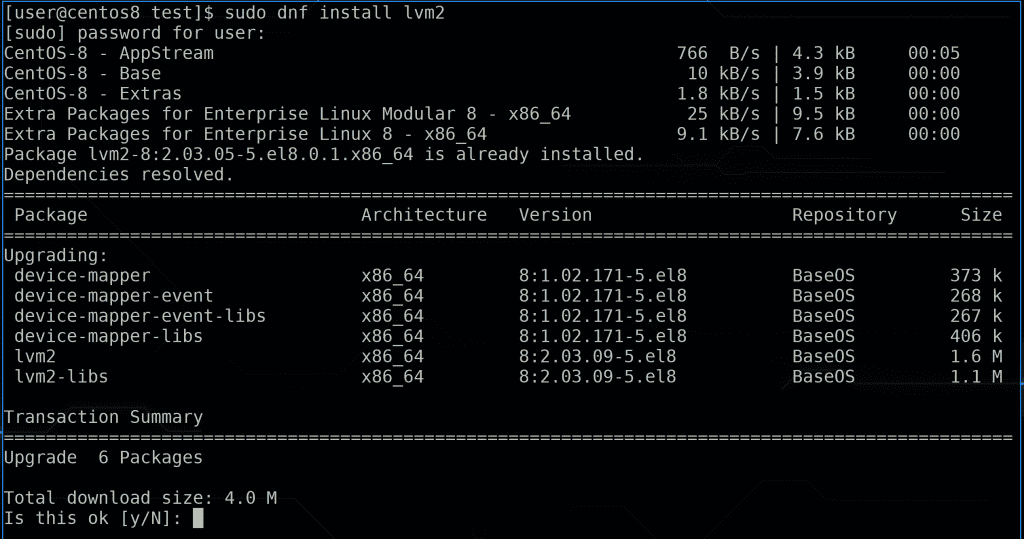 [user@centos8 test]$ sudo dnf install lvm2
[sudo] password for user:
CentOS-8 - AppStream                                            766  B/s | 4.3 kB     00:05
CentOS-8 - Base                                                  10 kB/s | 3.9 kB     00:00
CentOS-8 - Extras                                               1.8 kB/s | 1.5 kB     00:00
Extra Packages for Enterprise Linux Modular 8 - x86_64           25 kB/s | 9.5 kB     00:00
Extra Packages for Enterprise Linux 8 - x86_64                  9.1 kB/s | 7.6 kB     00:00
Package lvm2-8:2.03.05-5.el8.0.1.x86_64 is already installed.
Dependencies resolved.
================================================================================================
 Package                          Architecture   Version                   Repository      Size
================================================================================================
Upgrading:
 device-mapper                    x86_64         8:1.02.171-5.el8          BaseOS         373 k
 device-mapper-event              x86_64         8:1.02.171-5.el8          BaseOS         268 k
 device-mapper-event-libs         x86_64         8:1.02.171-5.el8          BaseOS         267 k
 device-mapper-libs               x86_64         8:1.02.171-5.el8          BaseOS         406 k
 lvm2                             x86_64         8:2.03.09-5.el8           BaseOS         1.6 M
 lvm2-libs                        x86_64         8:2.03.09-5.el8           BaseOS         1.1 M

Transaction Summary
================================================================================================
Upgrade  6 Packages

Total download size: 4.0 M
Is this ok [y/N]: